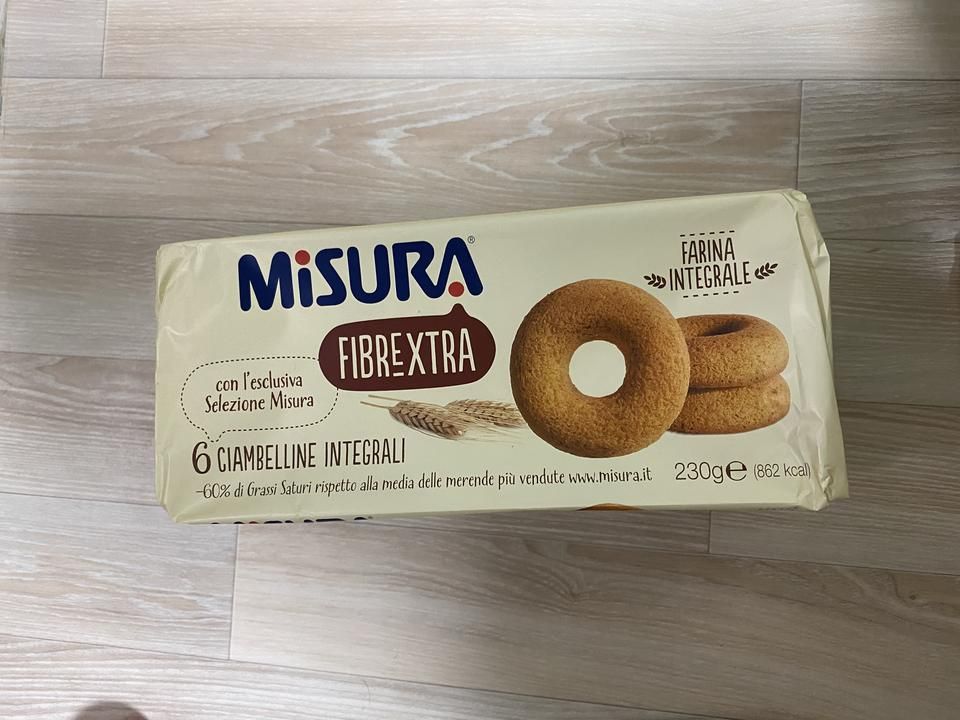 MiSURA®
FIBREXTRA
FARINA
INTEGRALE
con l'esclusiva
Selezione Misura
6 CIAMBELLINE INTEGRALI
-60% di Grassi Saturi rispetto alla media delle merende più vendute www.misura.it
230g℮ (862 kcal)